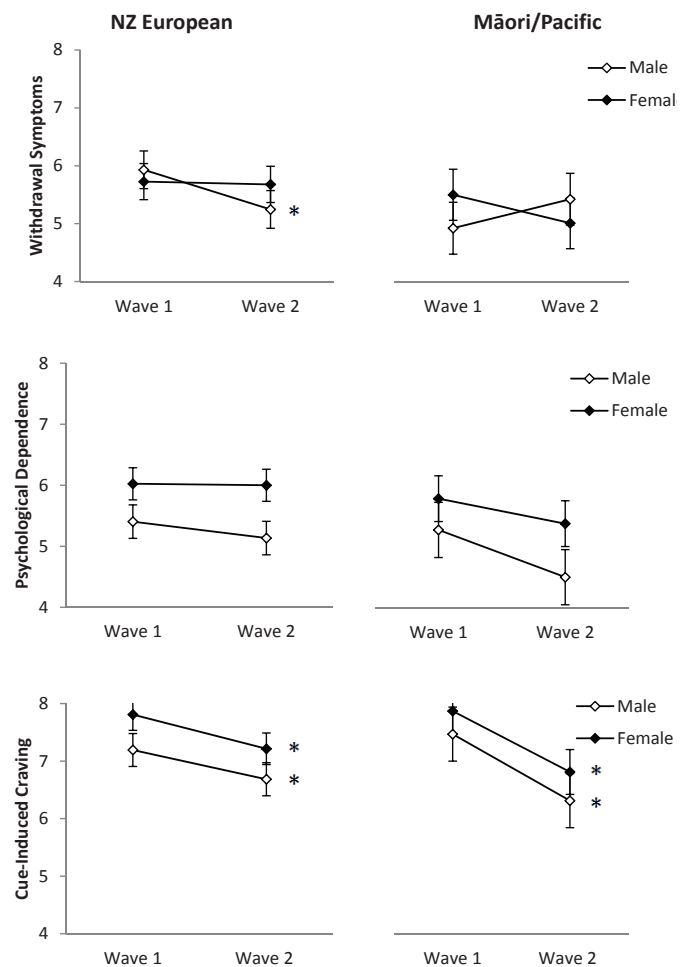 NZ European
Māori/Pacific
Withdrawal Symptoms
8
7
6
5
4
Wave 1
Wave 2
*
Male
Femal
Wave 1
Wave 2
Psychological Dependence
8
7
6
5
4
Wave 1
Wave 2
Male
Female
Wave 1
Wave 2
Cue-Induced Craving
8
7
6
5
4
*
*
Wave 1
Wave 2
Male
Female
*
*
Wave 1
Wave 2